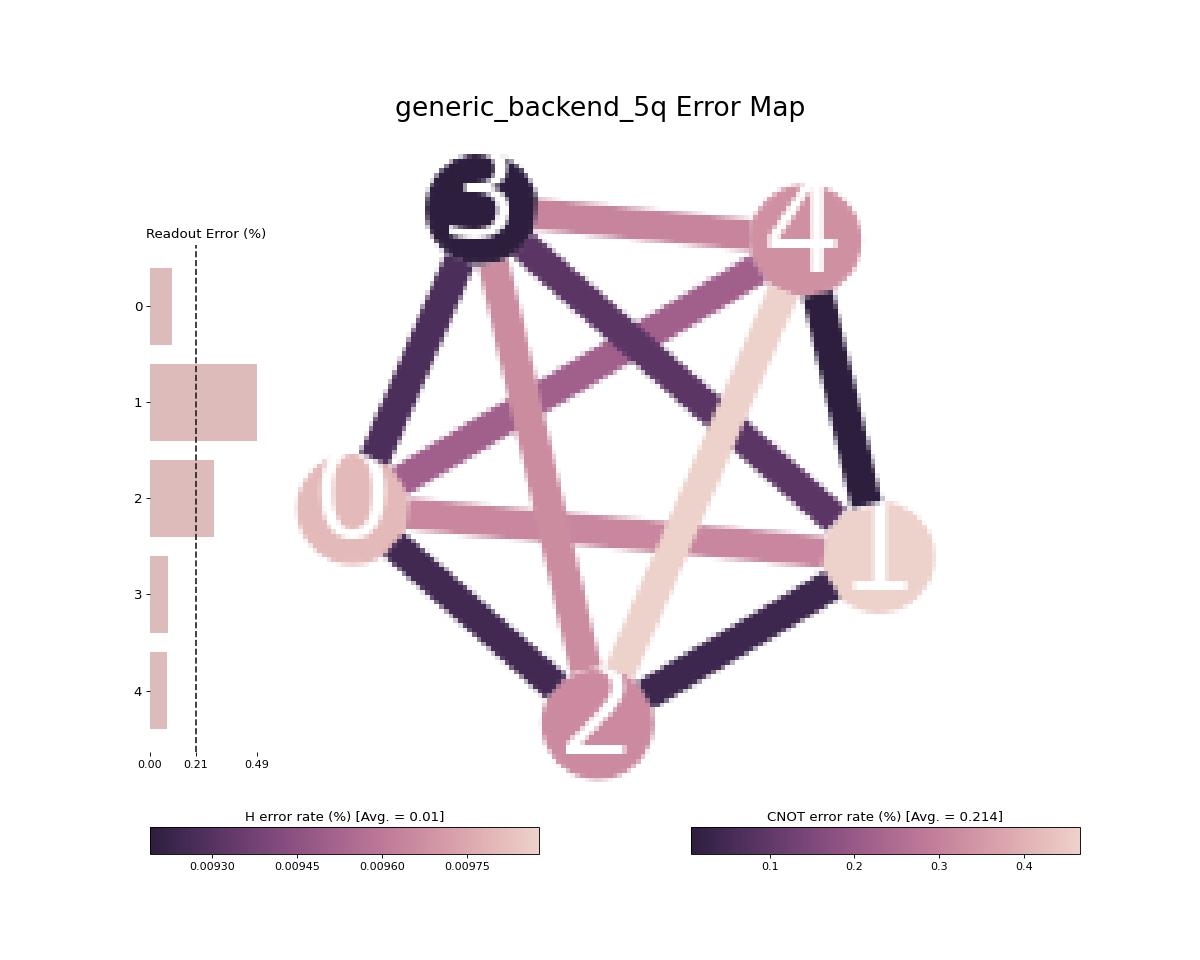 generic_backend_5q Error Map
3
4
Readout Error (%)
0
1
2
3
4
0.00 0.21 0.49
0
1
2
H error rate (%) [Avg. = 0.01]
0.00930 0.00945 0.00960 0.00975
CNOT error rate (%) [Avg. = 0.214]
0.1 0.2 0.3 0.4